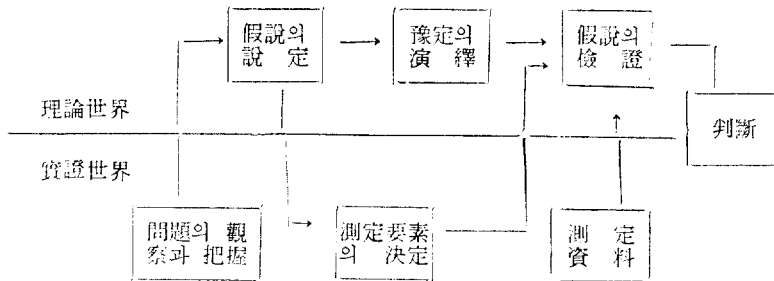 假說의
說 定
豫定의
演 繹
假說의
檢 證
理論世界
判斷
實證世界
問題의 觀
察과 把握
測定要素
의 決定
測 定
資 料